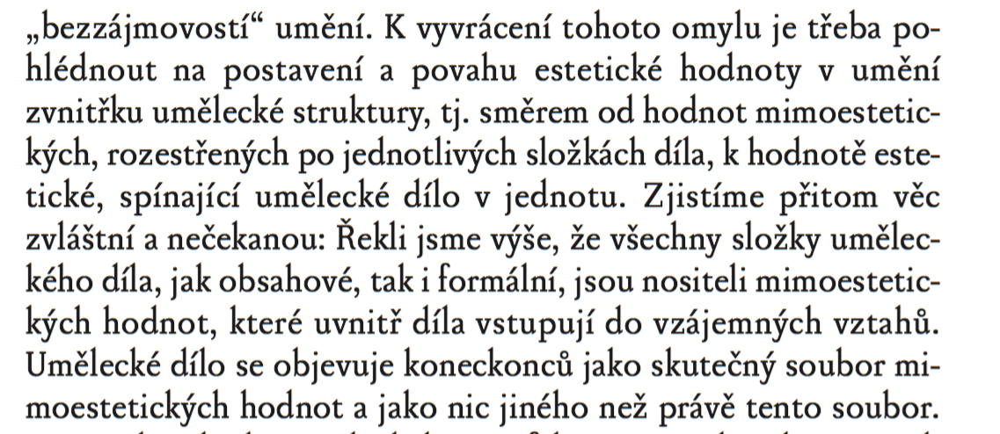 „bezzájmovostí“ umění. K vyvrácení tohoto omylu je třeba po-
hlédnout na postavení a povahu estetické hodnoty v umění
zvnitřku umělecké struktury, tj. směrem od hodnot mimoestetic-
kých, rozestřených po jednotlivých složkách díla, k hodnotě este-
tické, spínající umělecké dílo v jednotu. Zjistíme přitom věc
zvláštní a nečekanou: Řekli jsme výše, že všechny složky umělec-
kého díla, jak obsahové, tak i formální, jsou nositeli mimoestetic-
kých hodnot, které uvnitř díla vstupují do vzájemných vztahů.
Umělecké dílo se objevuje koneckonců jako skutečný soubor mi-
moestetických hodnot a jako nic jiného než právě tento soubor.